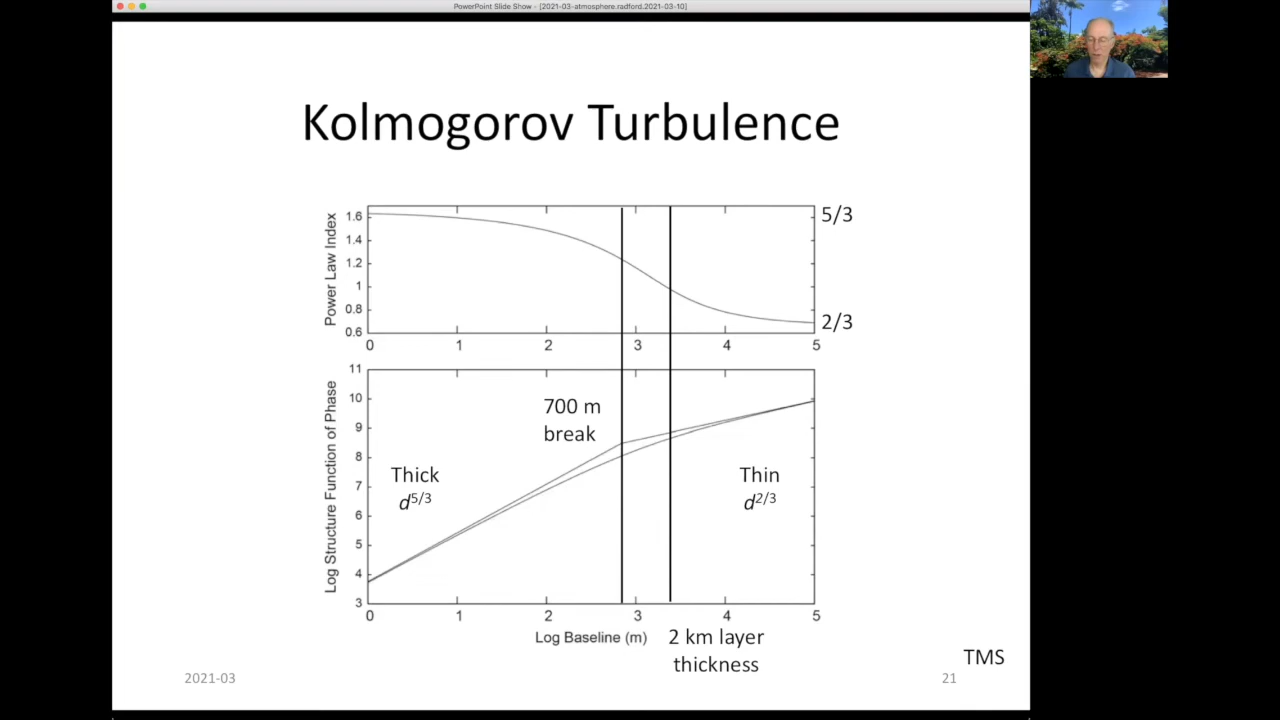 PowerPoint Slide Show - [2021-03-atmosphere.radford.2021-03-10]
Kolmogorov Turbulence
Power Law Index
1.6
1.4
1.2
1
0.8
0.6
5/3
2/3
0 1 2 3 4 5
Log Structure Function of Phase
11
10
9
8
7
6
5
4
3
700 m
break
Thick
d5/3
Thin
d2/3
0 1 2 3 4 5
Log Baseline (m)
2 km layer
thickness
TMS
2021-03
21